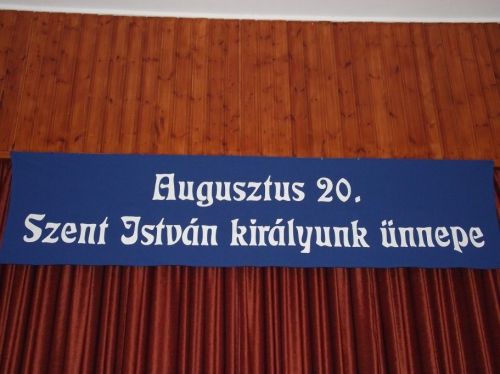 Augusztus 20.
Szent István királyunk ünnepe